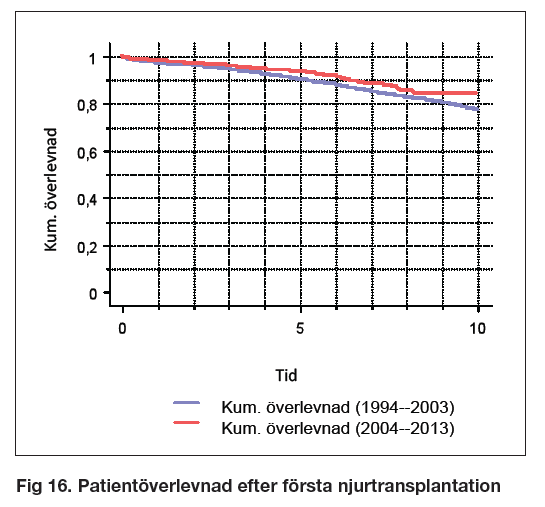 1
0,8
0,6
0,4
0,2
0
Kum. överlevnad
0 5 10
Tid
Kum. överlevnad (1994--2003)
Kum. överlevnad (2004--2013)
Fig 16. Patientöverlevnad efter första njurtransplantation